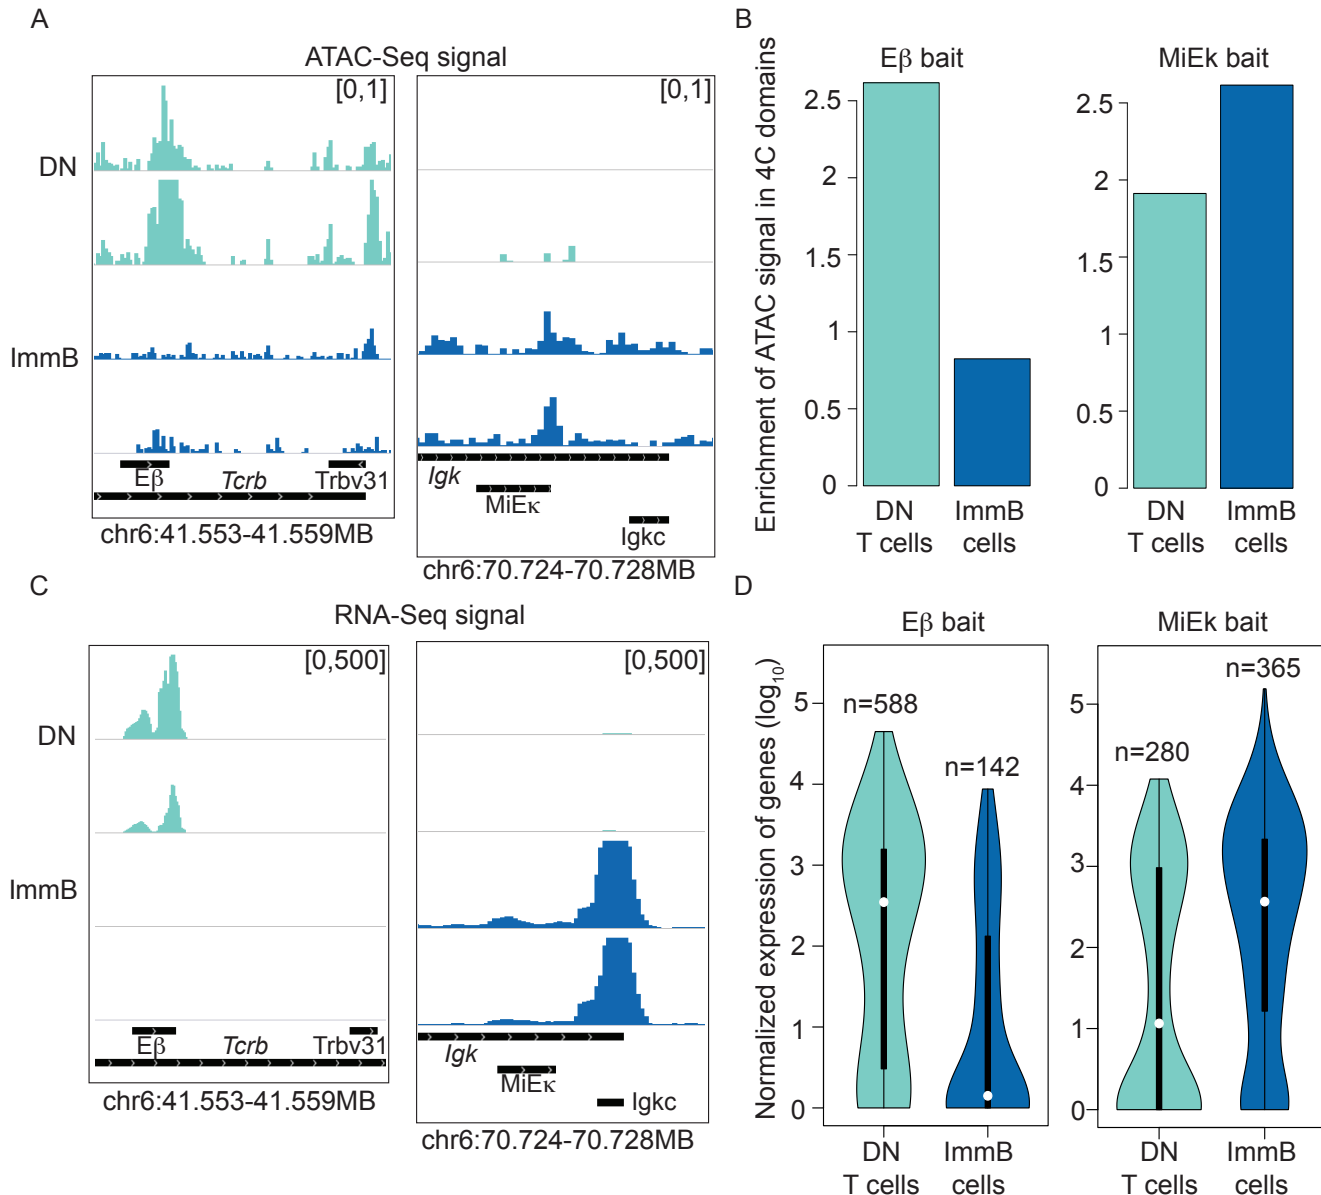 A
ATAC-Seq signal
[0,1]
[0,1]
DN
ImmB
Eβ
Tcrb
Trbv31
chr6:41.553-41.559MB
Igk
MiEκ
Igkc
chr6:70.724-70.728MB
B
Enrichment of ATAC signal in 4C domains
Eβ bait
2.5
2
1.5
1
0.5
0
DN
T cells
ImmB
cells
MiEk bait
2.5
2
1.5
1
0.5
0
DN
T cells
ImmB
cells
C
RNA-Seq signal
[0,500]
[0,500]
DN
ImmB
Eβ
Tcrb
Trbv31
chr6:41.553-41.559MB
Igk
MiEκ
Igkc
chr6:70.724-70.728MB
D
Normalized expression of genes (log10)
Eβ bait
5
4
3
2
1
0
n=588
n=142
DN
T cells
ImmB
cells
MiEk bait
5
4
3
2
1
0
n=280
n=365
DN
T cells
ImmB
cells